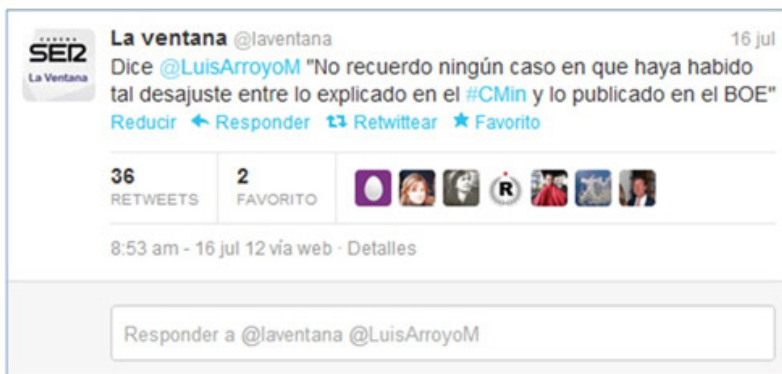 SER
La Ventana
La ventana @laventana 16 jul
Dice @LuisArroyoM "No recuerdo ningún caso en que haya habido
tal desajuste entre lo explicado en el #CMin y lo publicado en el BOE"
Reducir Responder Retwittear Favorito
36 2
RETWEETS FAVORITO
R
8:53 am - 16 jul 12 vía web · Detalles
Responder a @laventana @LuisArroyoM